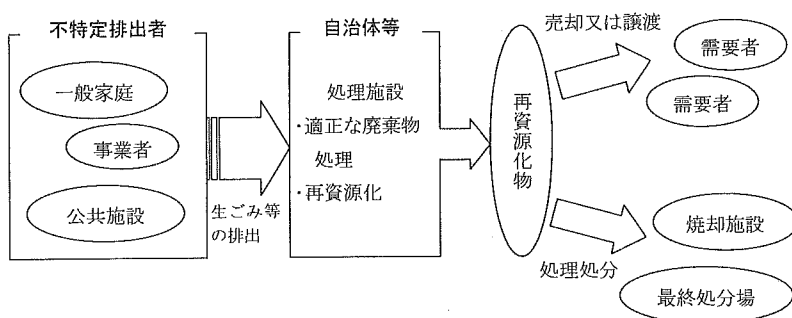 不特定排出者
一般家庭
事業者
公共施設
生ごみ等
の排出
自治体等
処理施設
・適正な廃棄物
処理
・再資源化
再資源化物
売却又は譲渡
需要者
需要者
処理処分
焼却施設
最終処分場